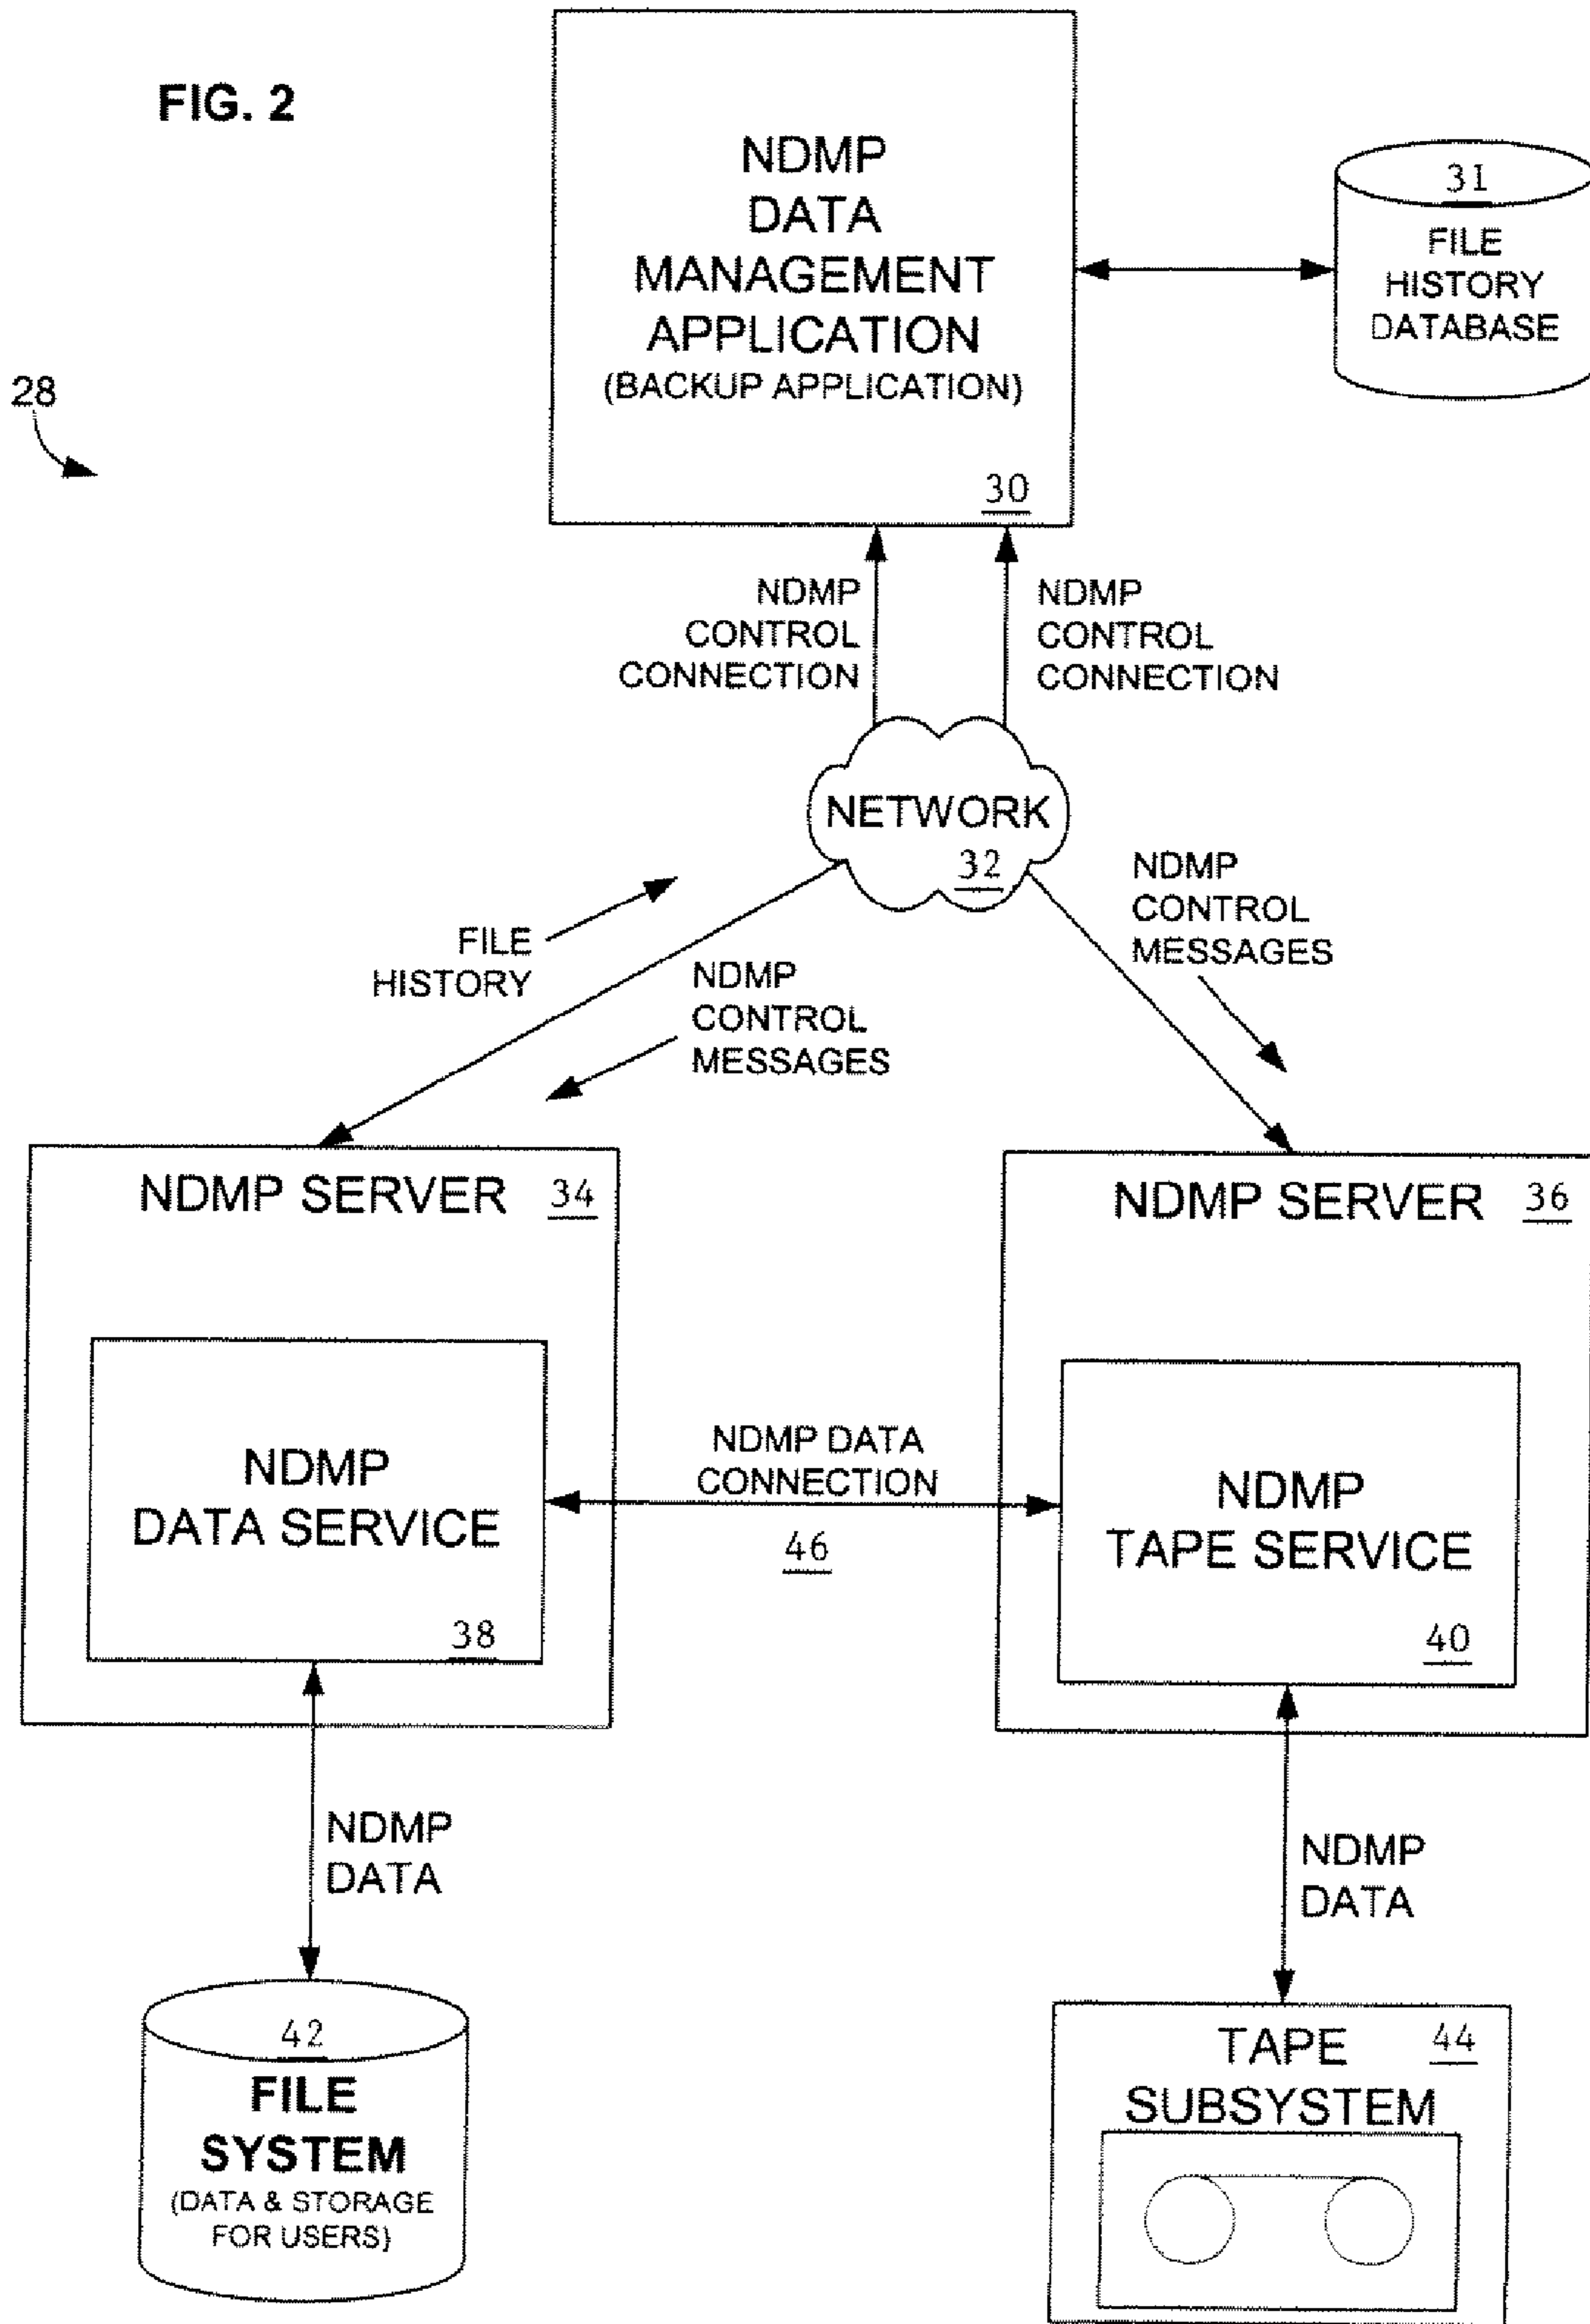 FIG. 2
NDMP
DATA
MANAGEMENT
APPLICATION
(BACKUP APPLICATION)
30
31
FILE
HISTORY
DATABASE
28
NDMP
CONTROL
CONNECTION
NDMP
CONTROL
CONNECTION
NETWORK
32
FILE
HISTORY
NDMP
CONTROL
MESSAGES
NDMP
CONTROL
MESSAGES
NDMP SERVER 34
NDMP
DATA SERVICE
38
NDMP DATA
CONNECTION
46
NDMP SERVER 36
NDMP
TAPE SERVICE
40
NDMP
DATA
NDMP
DATA
42
FILE
SYSTEM
(DATA & STORAGE
FOR USERS)
TAPE 44
SUBSYSTEM